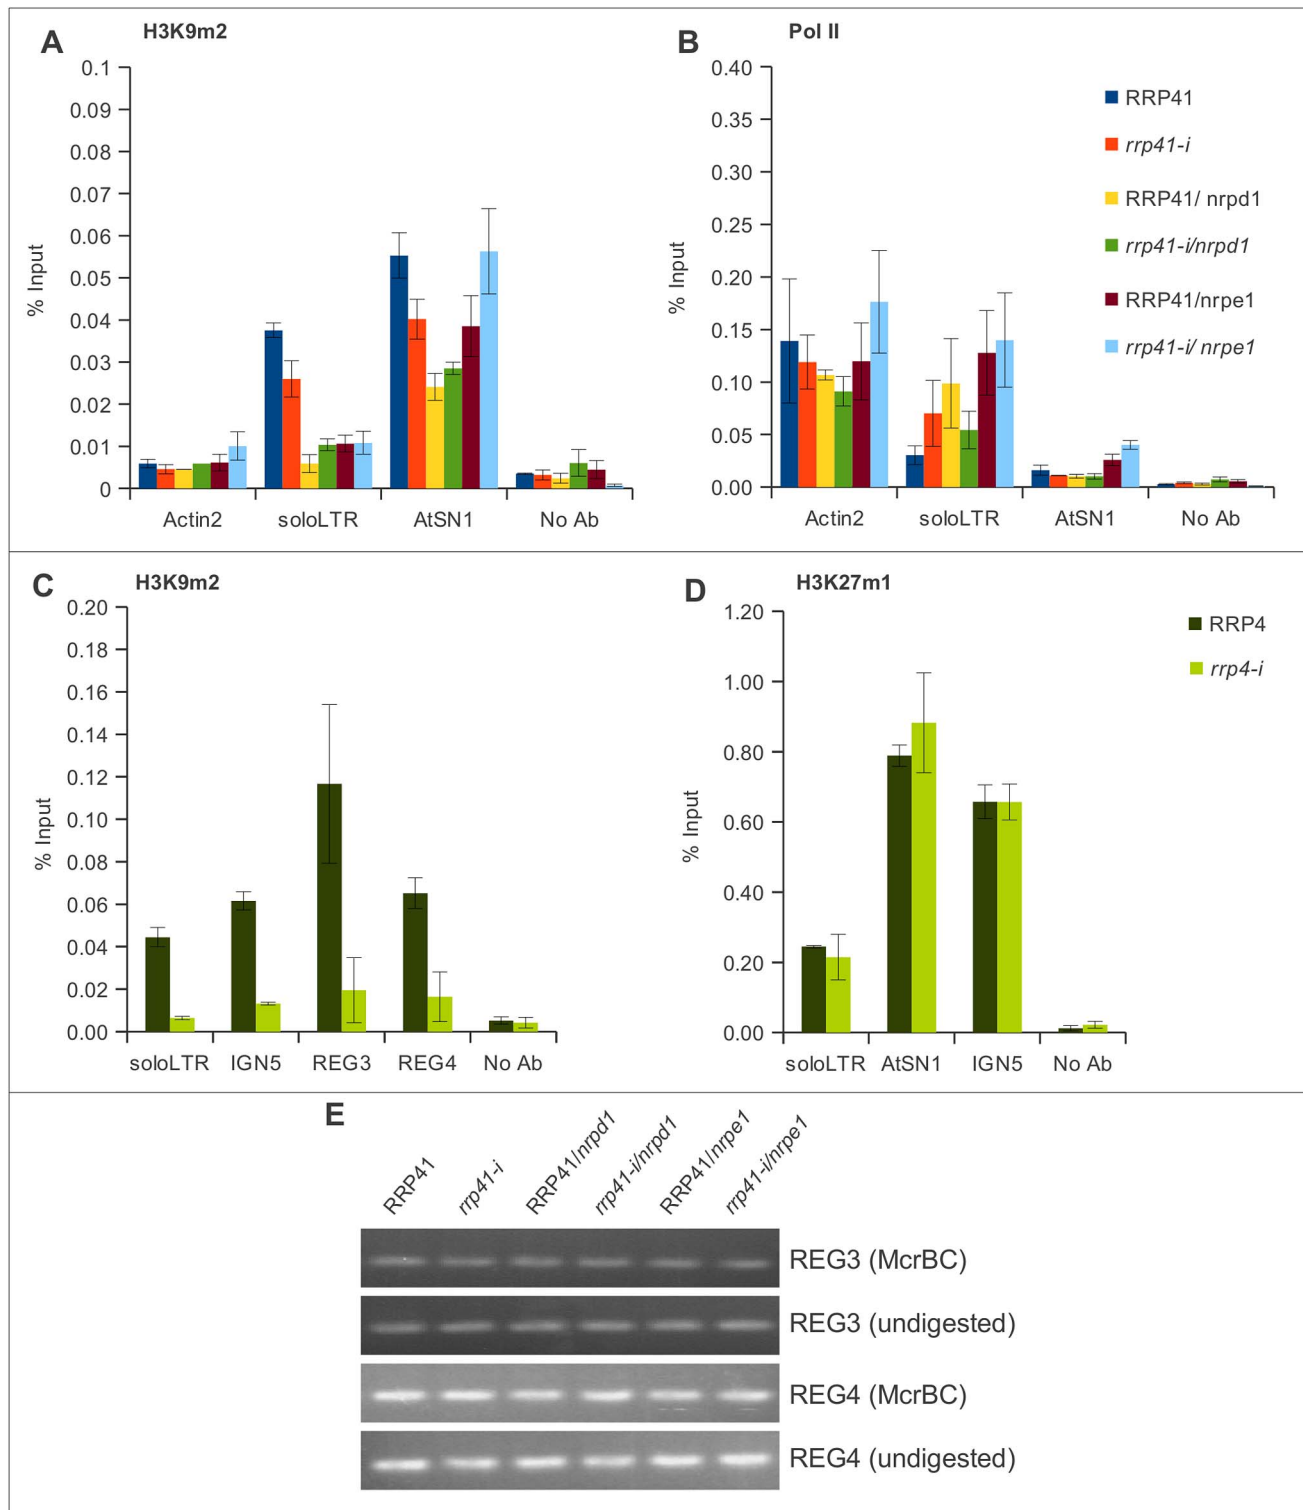 A
H3K9m2
0.1
0.09
0.08
0.07
0.06
0.05
0.04
0.03
0.02
0.01
0
% Input
Actin2 soloLTR AtSN1 No Ab
B
Pol II
0.40
0.35
0.30
0.25
0.20
0.15
0.10
0.05
0.00
% Input
Actin2 soloLTR AtSN1 No Ab
RRP41
rrp41-i
RRP41/ nrpd1
rrp41-i/nrpd1
RRP41/nrpe1
rrp41-i/ nrpe1
C
H3K9m2
0.20
0.18
0.16
0.14
0.12
0.10
0.08
0.06
0.04
0.02
0.00
% Input
soloLTR IGN5 REG3 REG4 No Ab
D
H3K27m1
1.20
1.00
0.80
0.60
0.40
0.20
0.00
% Input
soloLTR AtSN1 IGN5 No Ab
RRP4
rrp4-i
E
RRP41
rrp41-i
RRP41/nrpd1
rrp41-i/nrpd1
RRP41/nrpe1
rrp41-i/nrpe1
REG3 (McrBC)
REG3 (undigested)
REG4 (McrBC)
REG4 (undigested)